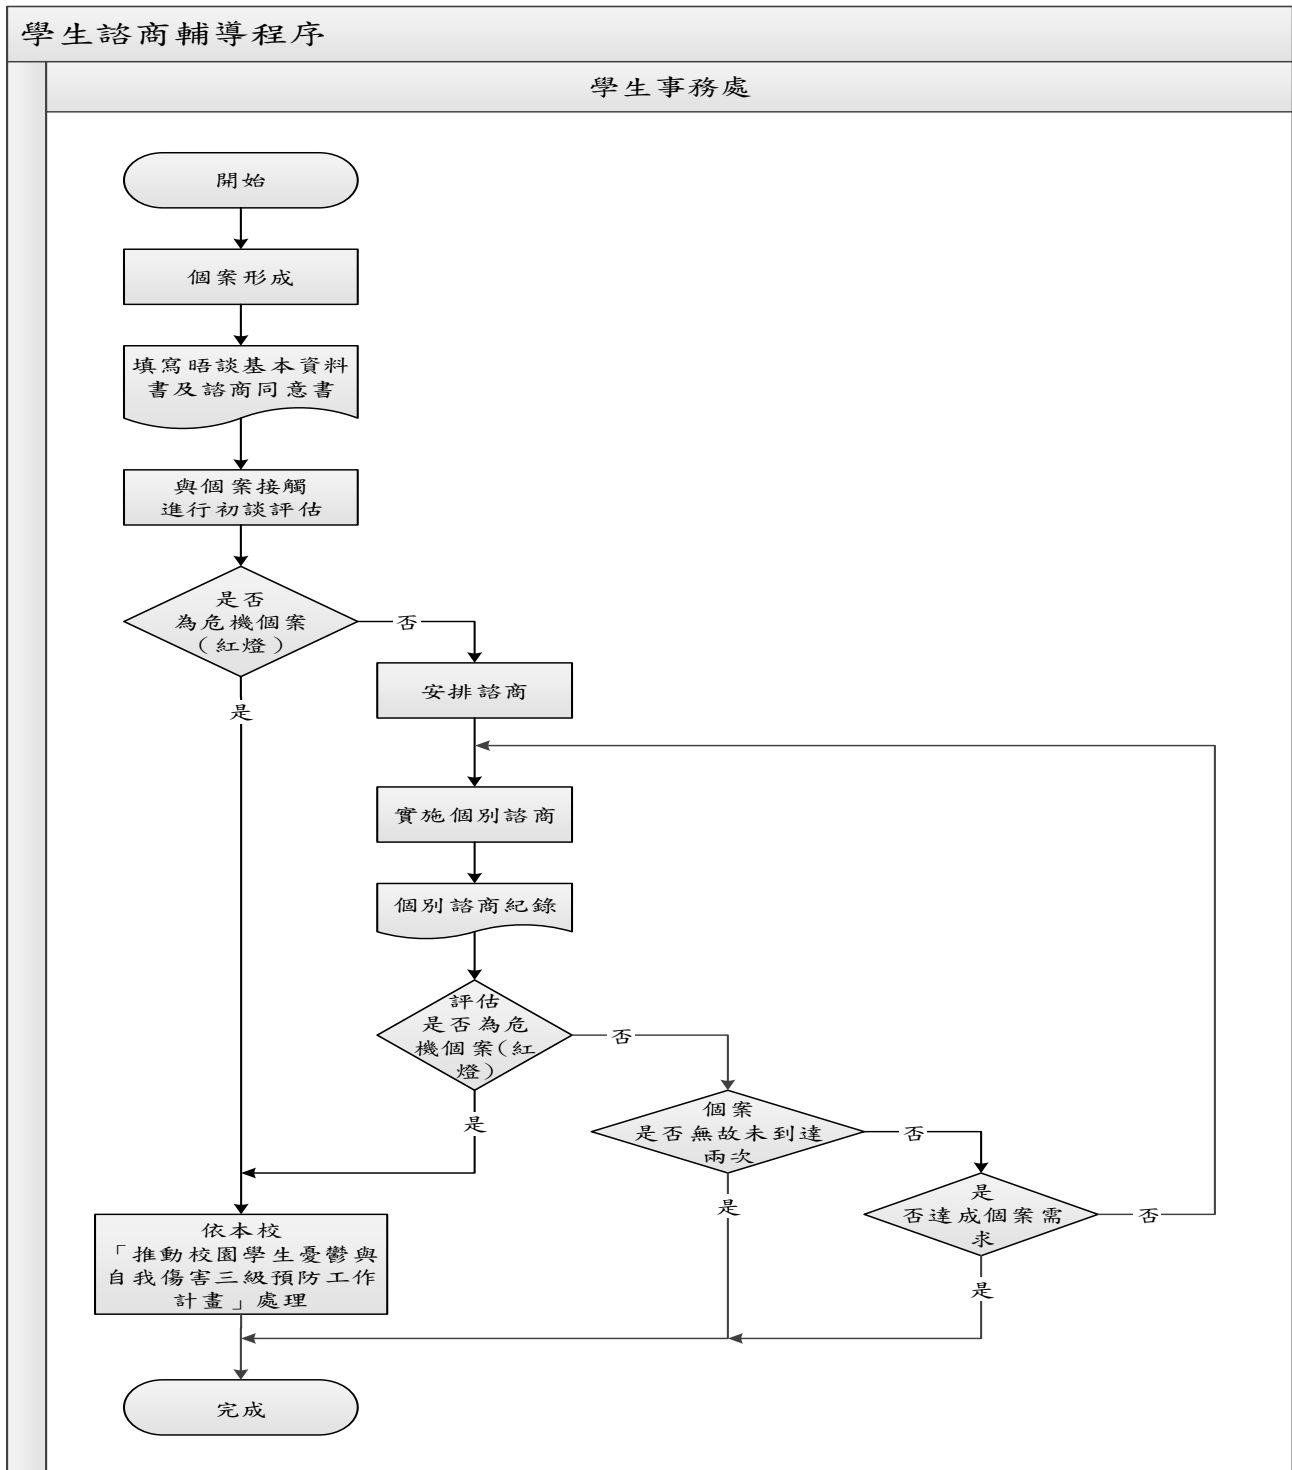 學生諮商輔導程序
學生事務處
開始
個案形成
填寫晤談基本資料
書及諮商同意書
與個案接觸
進行初談評估
是否
為危機個案
(紅燈)
否
是
安排諮商
實施個別諮商
個別諮商紀錄
評估
是否為危
機個案(紅
燈)
否
是
個案
是否無故未到達
兩次
否
是
是
否達成個案需
求
否
是
依本校
「推動校園學生憂鬱與
自我傷害三級預防工作
計畫」處理
完成